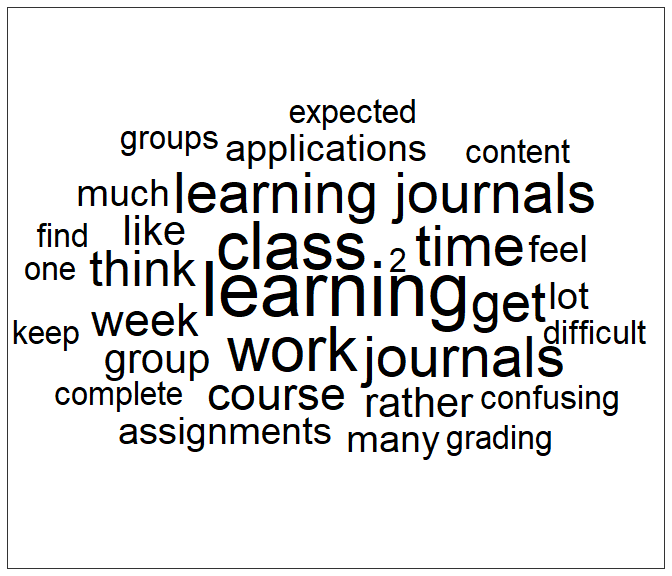 expected
groups applications content
much learning journals
find like class. 2 time feel
one think learning get lot
keep week work journals difficult
group course rather confusing
complete
assignments many grading